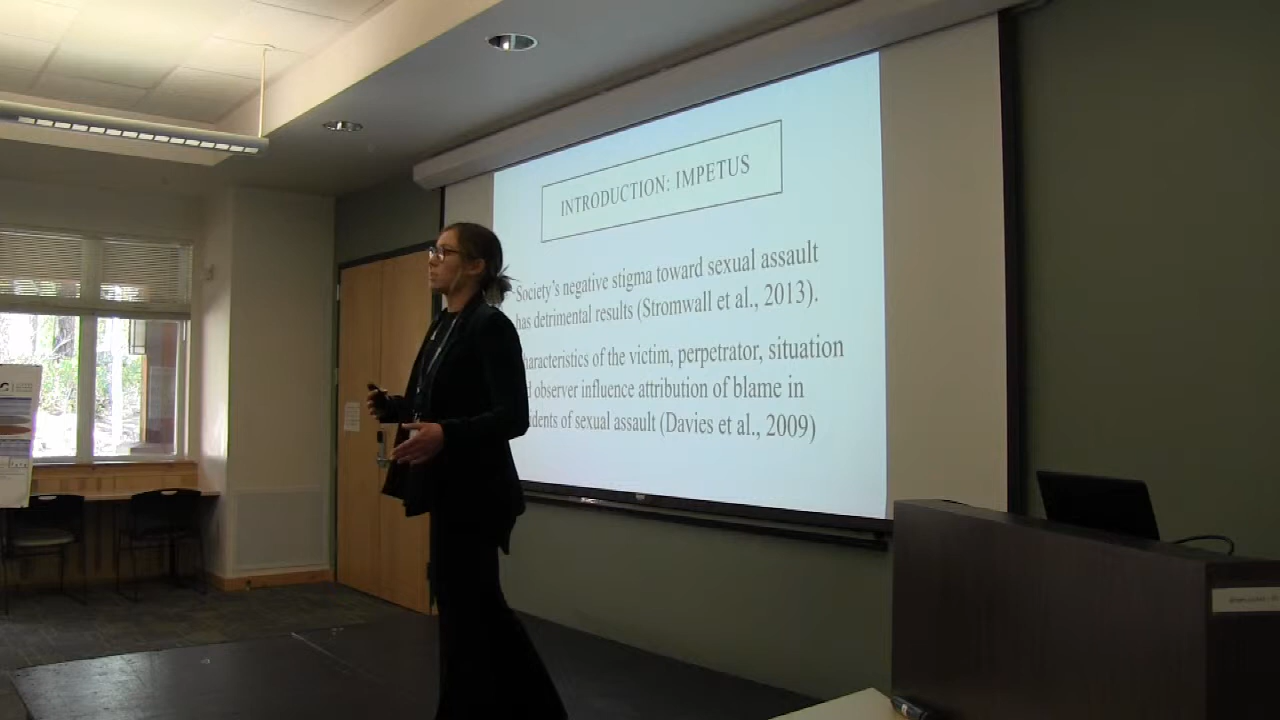 INTRODUCTION: IMPETUS
Society's negative stigma toward sexual assault
has detrimental results (Stromwall et al., 2013).
haracteristics of the victim, perpetrator, situation
d observer influence attribution of blame in
dents of sexual assault (Davies et al., 2009)